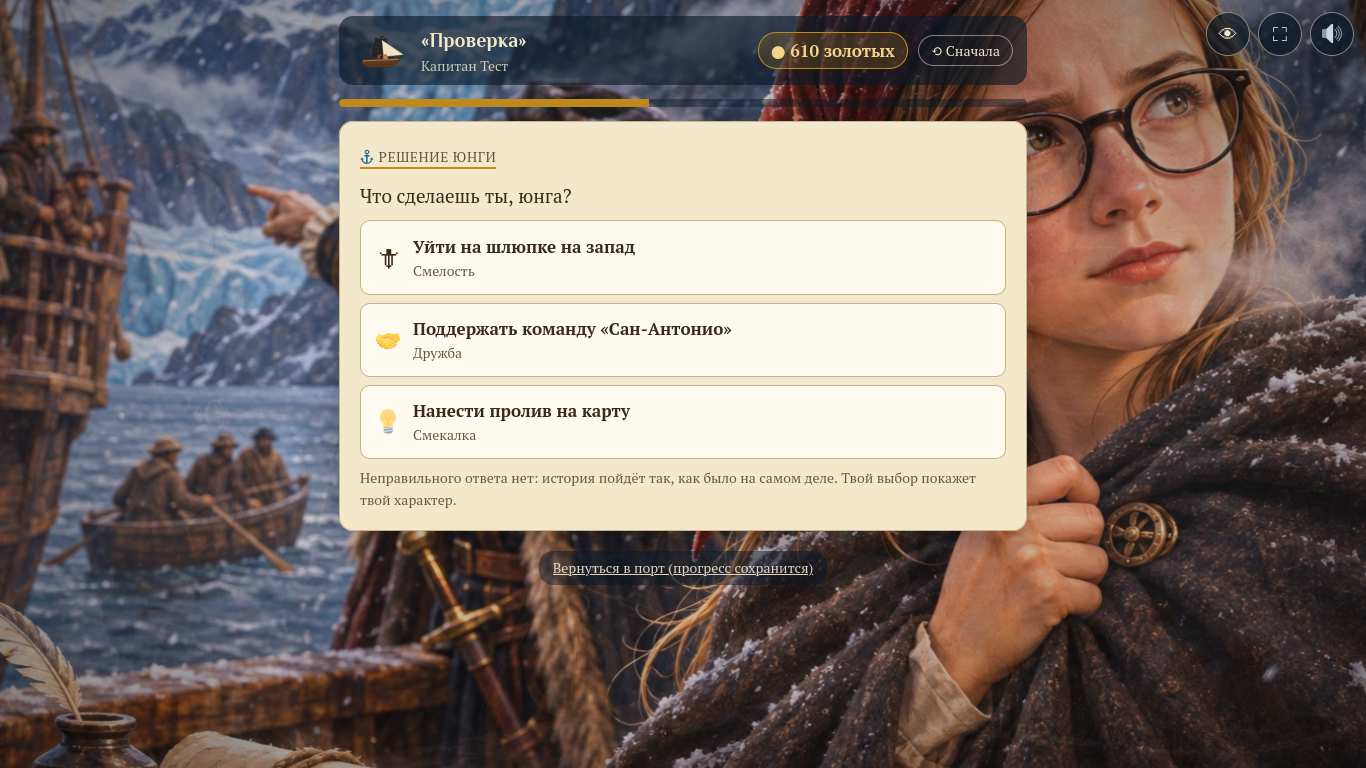 «Проверка»
Капитан Тест
610 золотых
⟲ Сначала
РЕШЕНИЕ ЮНГИ
Что сделаешь ты, юнга?
Уйти на шлюпке на запад
Смелость
Поддержать команду «Сан-Антонио»
Дружба
Нанести пролив на карту
Смекалка
Неправильного ответа нет: история пойдёт так, как было на самом деле. Твой выбор покажет
твой характер.
Вернуться в порт (прогресс сохранится)